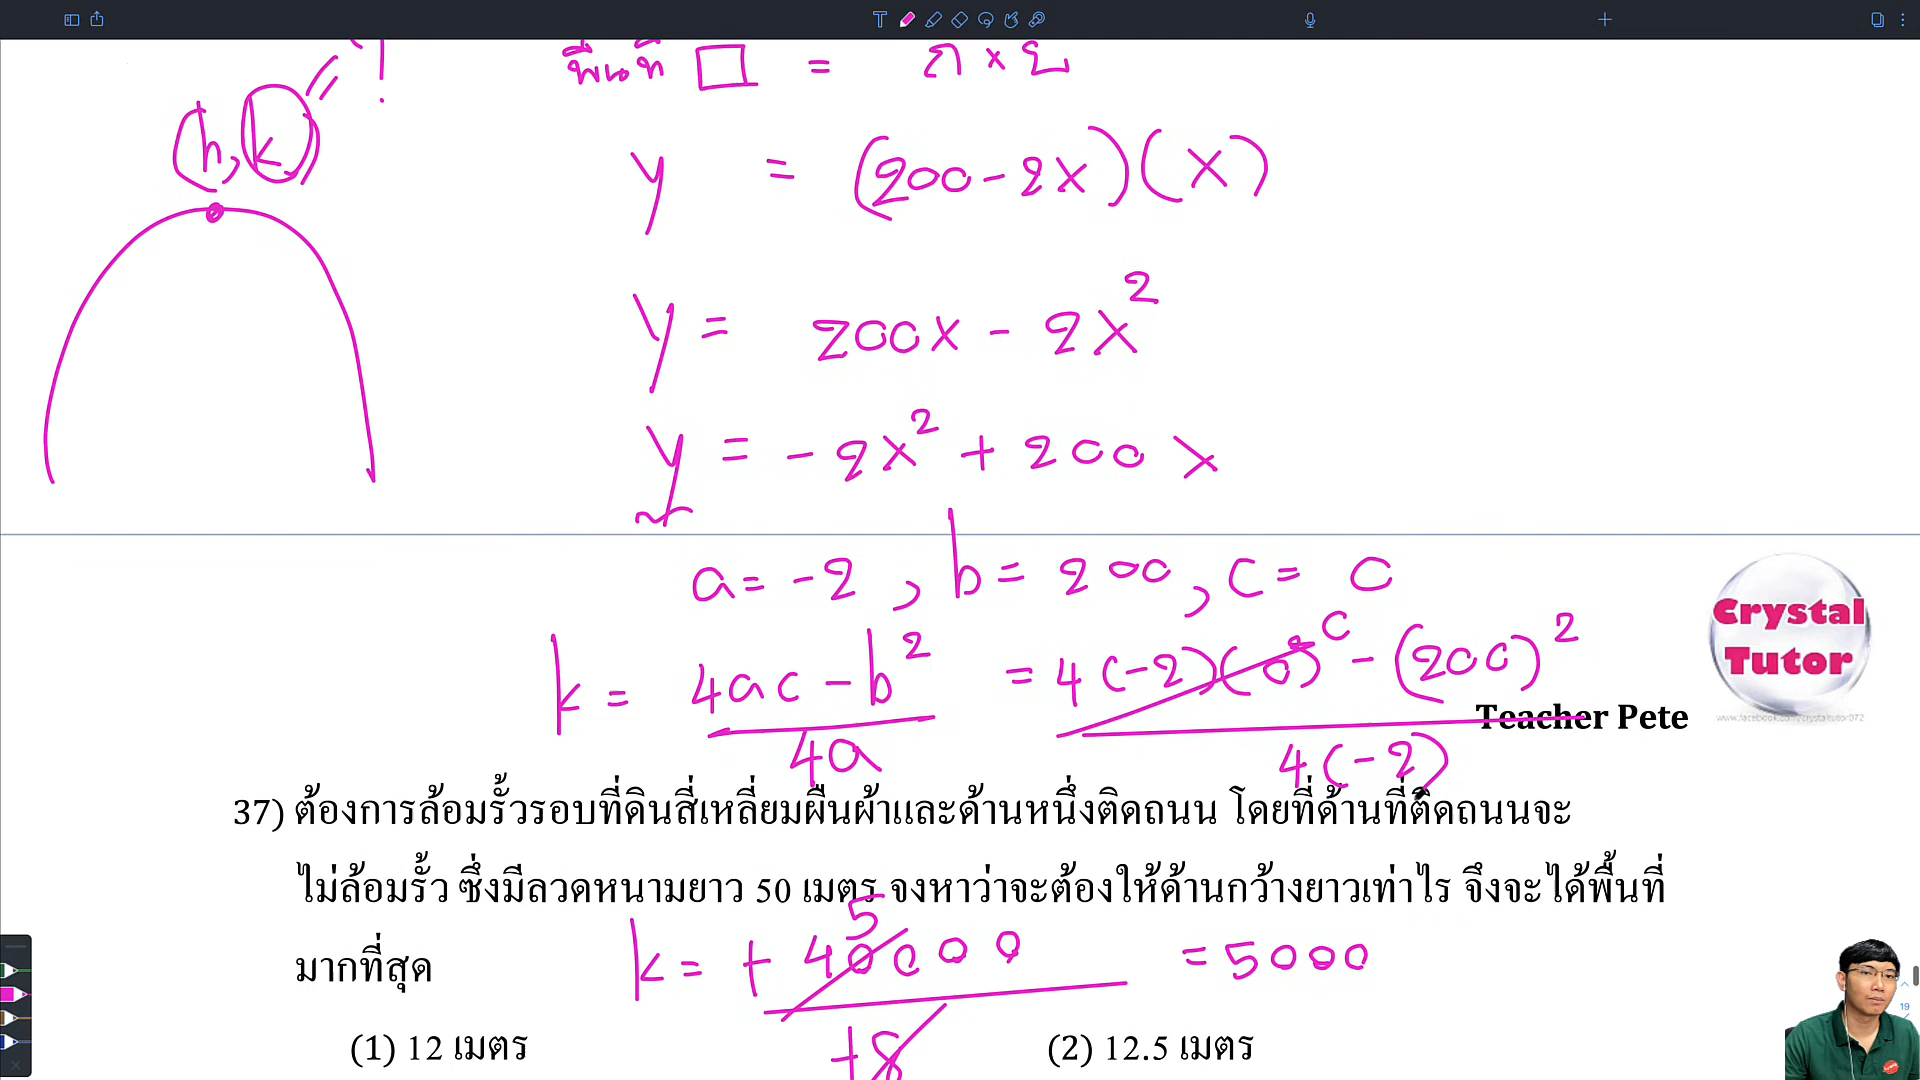 พื้นที่ □ = ก × ย
(h, k)
y = (200-2x)(x)
y = 200x - 2x²
y = -2x² + 200x
a = -2, b = 200, c = 0
k = 4ac - b² / 4a = 4(-2)(0) 0 - (200)² / 4(-2)
Crystal
Tutor
www.facebook.com/crystaltutor072
Teacher Pete
37) ต้องการล้อมรั้วรอบที่ดินสี่เหลี่ยมผืนผ้าและด้านหนึ่งติดถนน โดยที่ด้านที่ติดถนนจะ
ไม่ล้อมรั้ว ซึ่งมีลวดหนามยาว 50 เมตร จงหาว่าจะต้องให้ด้านกว้างยาวเท่าไร จึงจะได้พื้นที่
มากที่สุด
k = + 40000 5 / +8 = 5000
(1) 12 เมตร (2) 12.5 เมตร
19